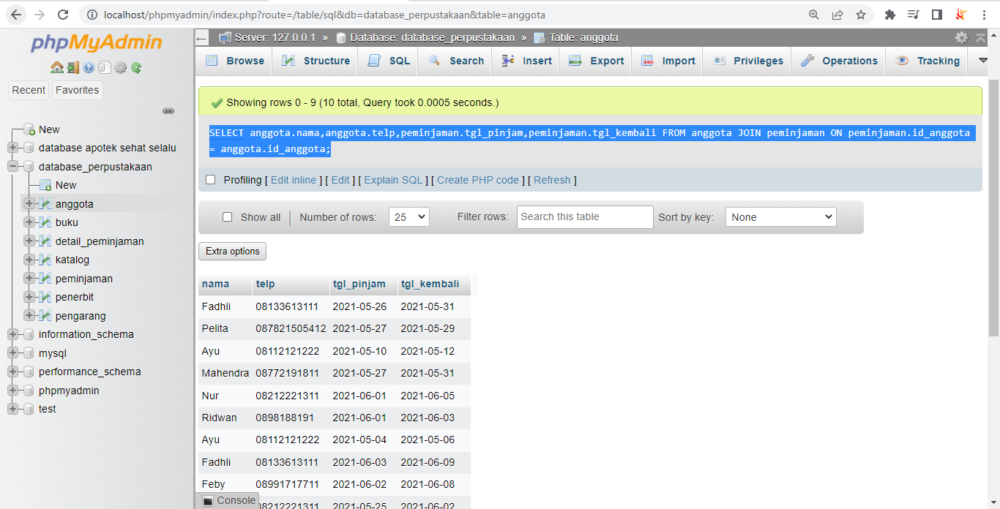 localhost/phpmyadmin/index.php?route=/table/sql&db=database_perpustakaan&table=anggota
phpMyAdmin
Recent Favorites
New
database apotek sehat selalu
database_perpustakaan
New
anggota
buku
detail_peminjaman
katalog
peminjaman
penerbit
pengarang
information_schema
mysql
performance_schema
phpmyadmin
test
Server: 127.0.0.1 » Database: database_perpustakaan » Table: anggota
Browse Structure SQL Search Insert Export Import Privileges Operations Tracking
Showing rows 0 - 9 (10 total, Query took 0.0005 seconds.)
SELECT anggota.nama,anggota.telp,peminjaman.tgl_pinjam,peminjaman.tgl_kembali FROM anggota JOIN peminjaman ON peminjaman.id_anggota
= anggota.id_anggota;
Profiling [ Edit inline ] [ Edit ] [ Explain SQL ] [ Create PHP code ] [ Refresh ]
Show all | Number of rows: 25 Filter rows: Search this table Sort by key: None
Extra options
nama telp tgl_pinjam tgl_kembali
Fadhli 08133613111 2021-05-26 2021-05-31
Pelita 087821505412 2021-05-27 2021-05-29
Ayu 08112121222 2021-05-10 2021-05-12
Mahendra 08772191811 2021-05-27 2021-05-31
Nur 08212221311 2021-06-01 2021-06-05
Ridwan 0898188191 2021-06-01 2021-06-03
Ayu 08112121222 2021-05-04 2021-05-06
Fadhli 08133613111 2021-06-03 2021-06-09
Feby 08991717711 2021-06-02 2021-06-08
08212221311 2021-05-25 2021-06-02
Console